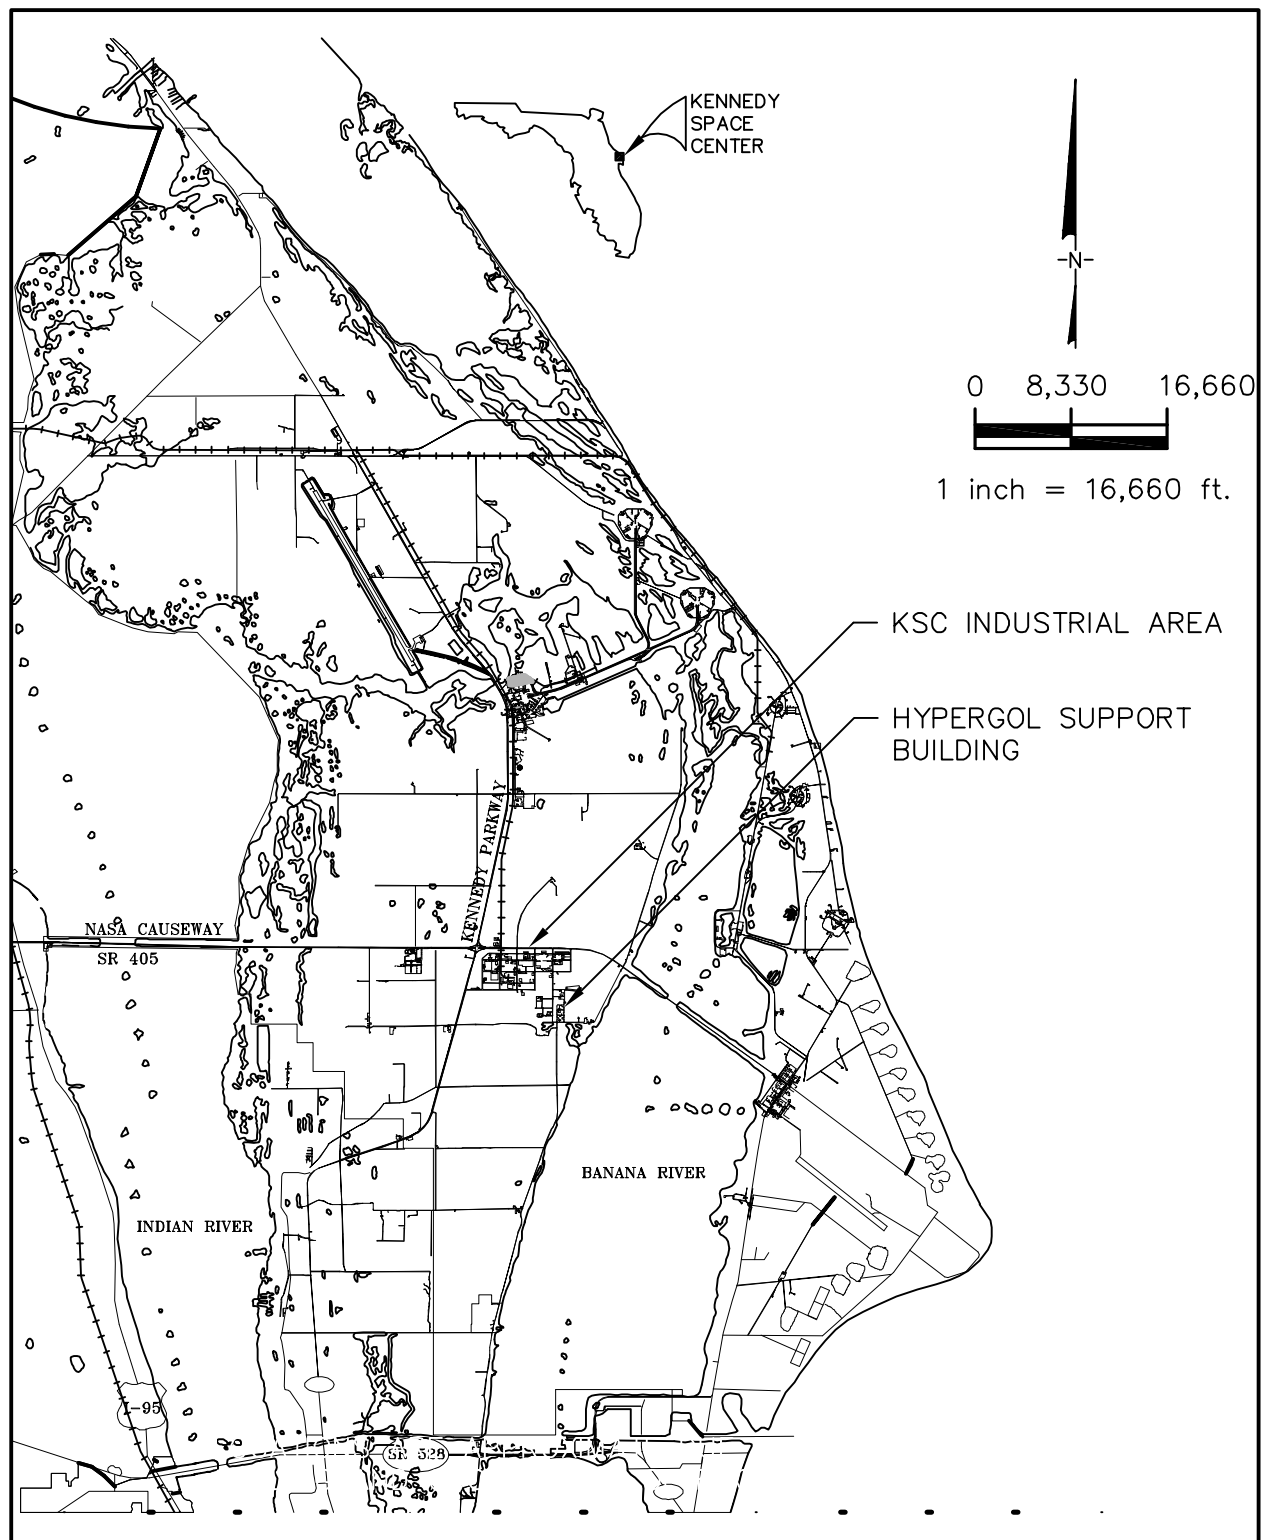 KENNEDY
SPACE
CENTER
-N-
0 8,330 16,660
1 inch = 16,660 ft.
KSC INDUSTRIAL AREA
HYPERGOL SUPPORT
BUILDING
KENNEDY PARKWAY
NASA CAUSEWAY
SR 405
BANANA RIVER
INDIAN RIVER
I-95
SR 528